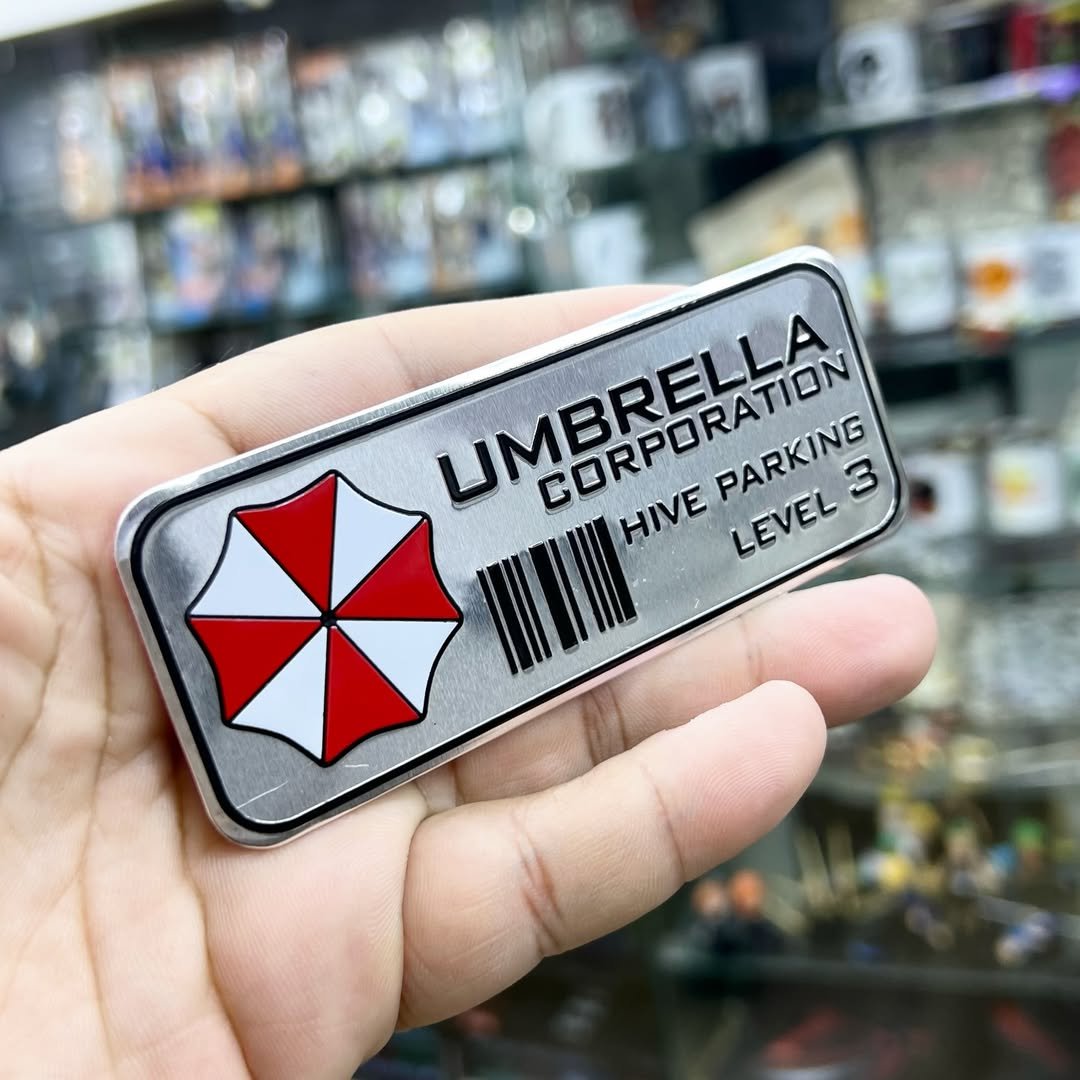 UMBRELLA
CORPORATION
HIVE PARKING
LEVEL 3